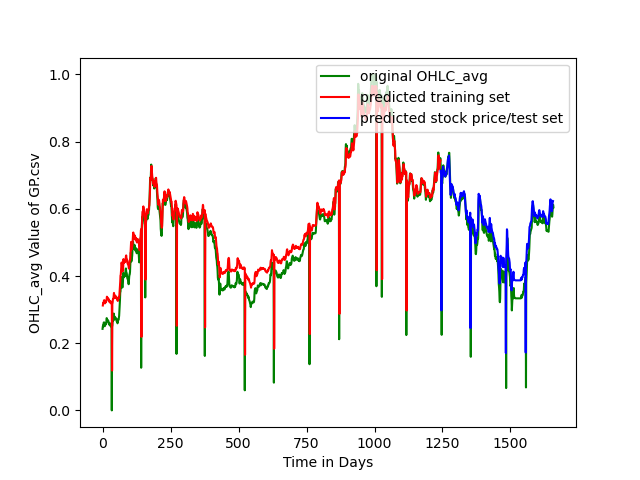 original OHLC_avg
predicted training set
predicted stock price/test set
OHLC_avg Value of GP.csv
1.0
0.8
0.6
0.4
0.2
0.0
0 250 500 750 1000 1250 1500
Time in Days